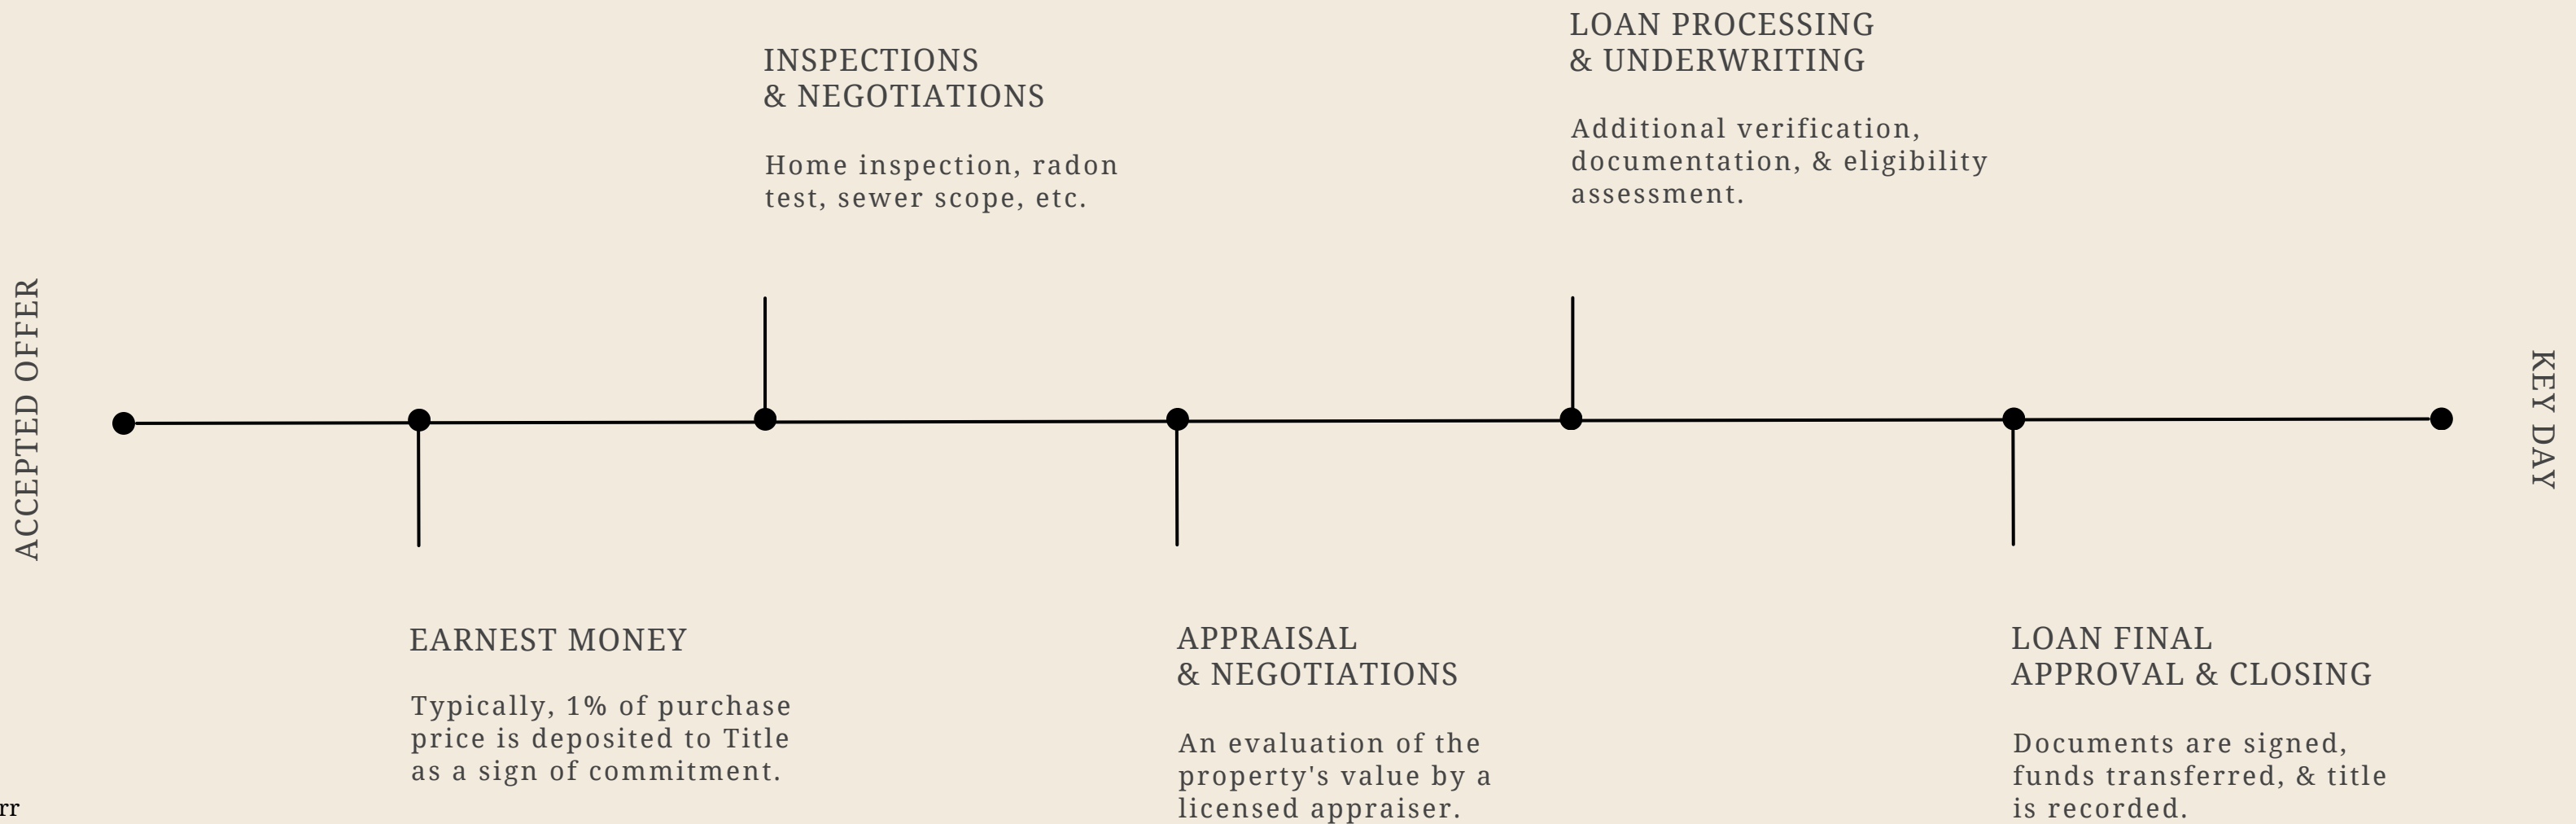 ACCEPTED OFFER
EARNEST MONEY
Typically, 1% of purchase
price is deposited to Title
as a sign of commitment.
INSPECTIONS
& NEGOTIATIONS
Home inspection, radon
test, sewer scope, etc.
APPRAISAL
& NEGOTIATIONS
An evaluation of the
property's value by a
licensed appraiser.
LOAN PROCESSING
& UNDERWRITING
Additional verification,
documentation, & eligibility
assessment.
LOAN FINAL
APPROVAL & CLOSING
Documents are signed,
funds transferred, & title
is recorded.
KEY DAY
rr